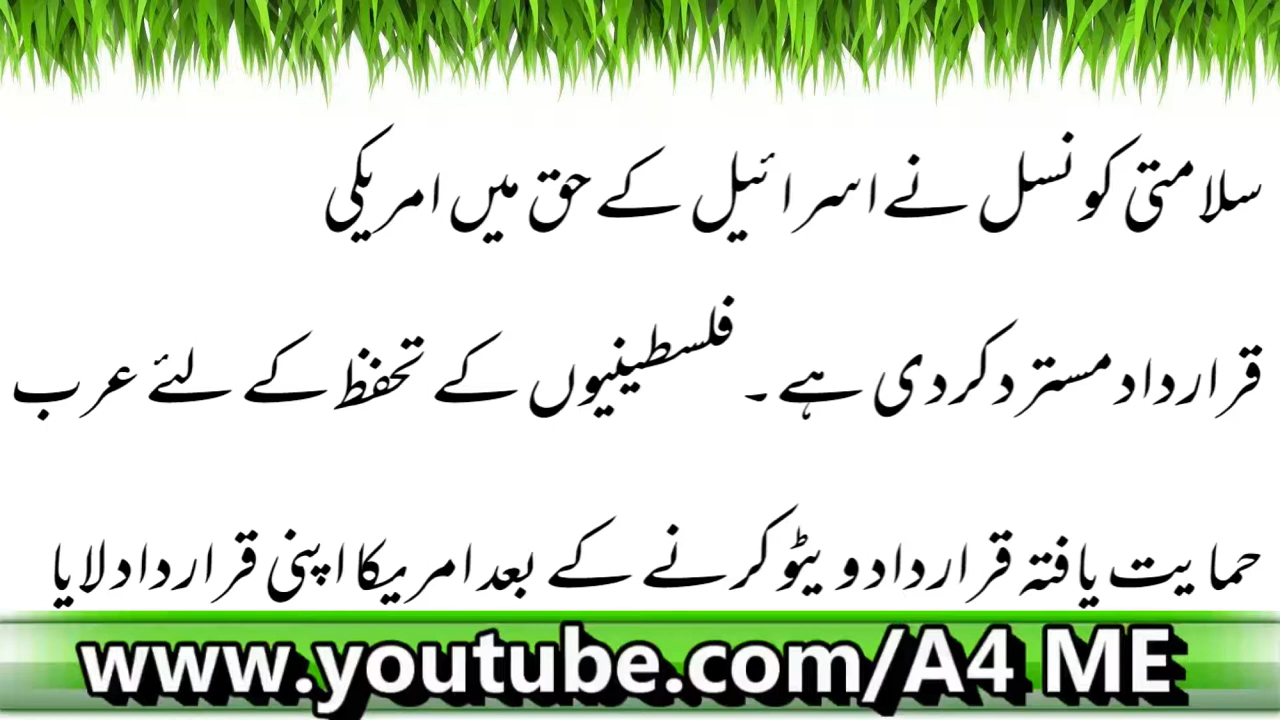 سلامتی کونسل نے اسرائیل کے حق میں امریکی
قرارداد مسترد کردی ہے۔ فلسطینیوں کے تحفظ کے لئے عرب
حمایت یافتہ قرارداد ویٹو کرنے کے بعد امریکا اپنی قرارداد لایا
www.youtube.com/A4 ME